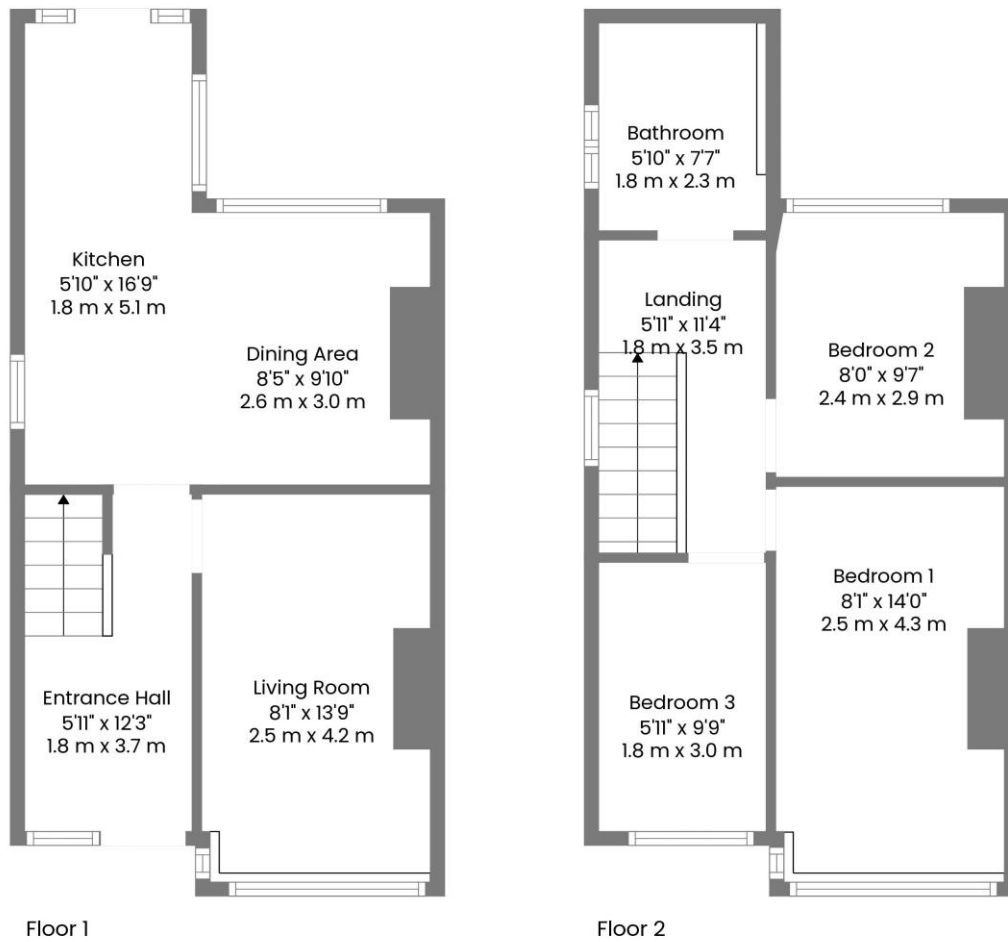 Kitchen
5'10" x 16'9"
1.8 m x 5.1 m
Dining Area
8'5" x 9'10"
2.6 m x 3.0 m
Entrance Hall
5'11" x 12'3"
1.8 m x 3.7 m
Living Room
8'1" x 13'9"
2.5 m x 4.2 m
Floor 1
Bathroom
5'10" x 7'7"
1.8 m x 2.3 m
Landing
5'11" x 11'4"
1.8 m x 3.5 m
Bedroom 2
8'0" x 9'7"
2.4 m x 2.9 m
Bedroom 1
8'1" x 14'0"
2.5 m x 4.3 m
Bedroom 3
5'11" x 9'9"
1.8 m x 3.0 m
Floor 2